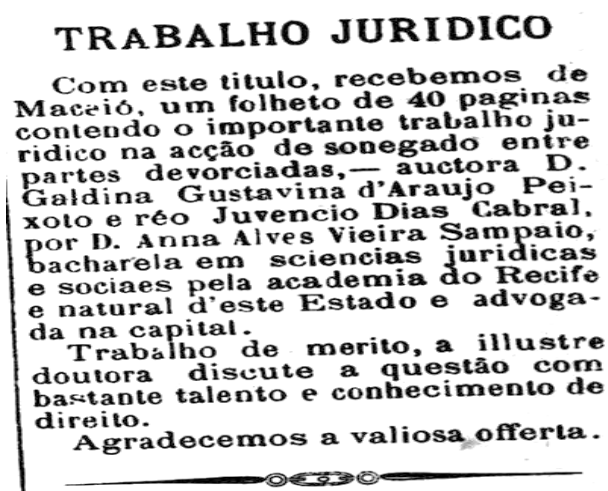 TRABALHO JURIDICO
Com este titulo, recebemos de
Maceió, um folheto de 40 paginas
contendo o importante trabalho ju-
ridico na acção de sonegado entre
partes devorciadas,— auctora D.
Galdina Gustavina d'Araujo Pei-
xoto e réo Juvencio Dias Cabral,
por D. Anna Alves Vieira Sampaio,
bacharela em sciencias juridicas
e sociaes pela academia do Recife
e natural d'este Estado e advoga-
da na capital.
Trabalho de merito, a illustre
doutora discute a questão com
bastante talento e conhecimento de
direito.
Agradecemos a valiosa offerta.